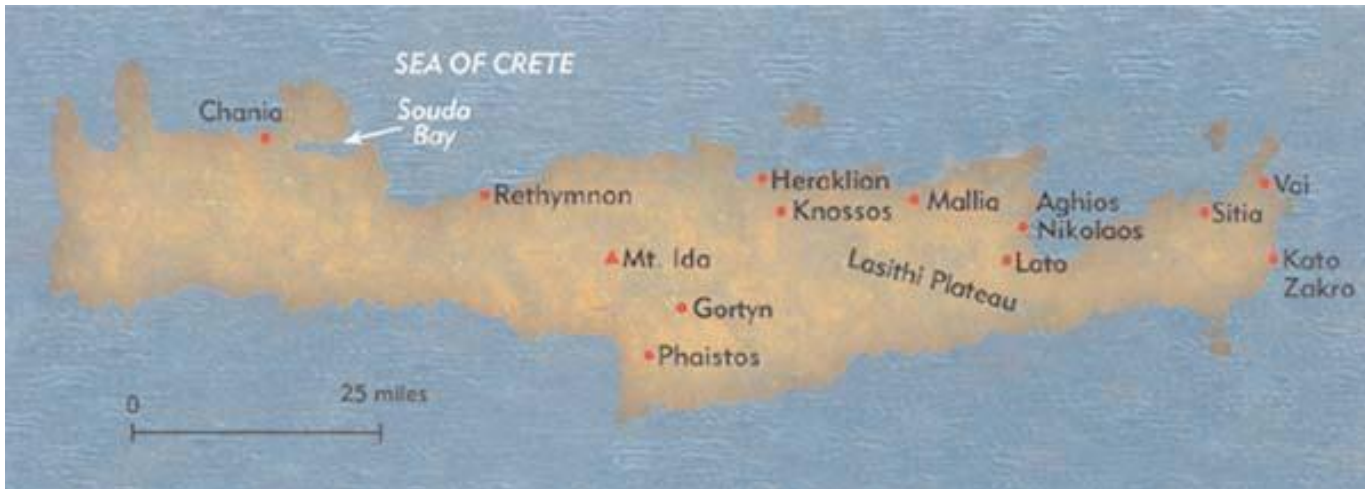 SEA OF CRETE
Chania
Souda
Bay
Rethymnon
Heraklion
Knossos
Mallia
Aghios
Nikolaos
Vai
Sitia
Mt. Ida
Lasithi Plateau
Lato
Kato
Zakro
Gortyn
Phaistos
0
25 miles